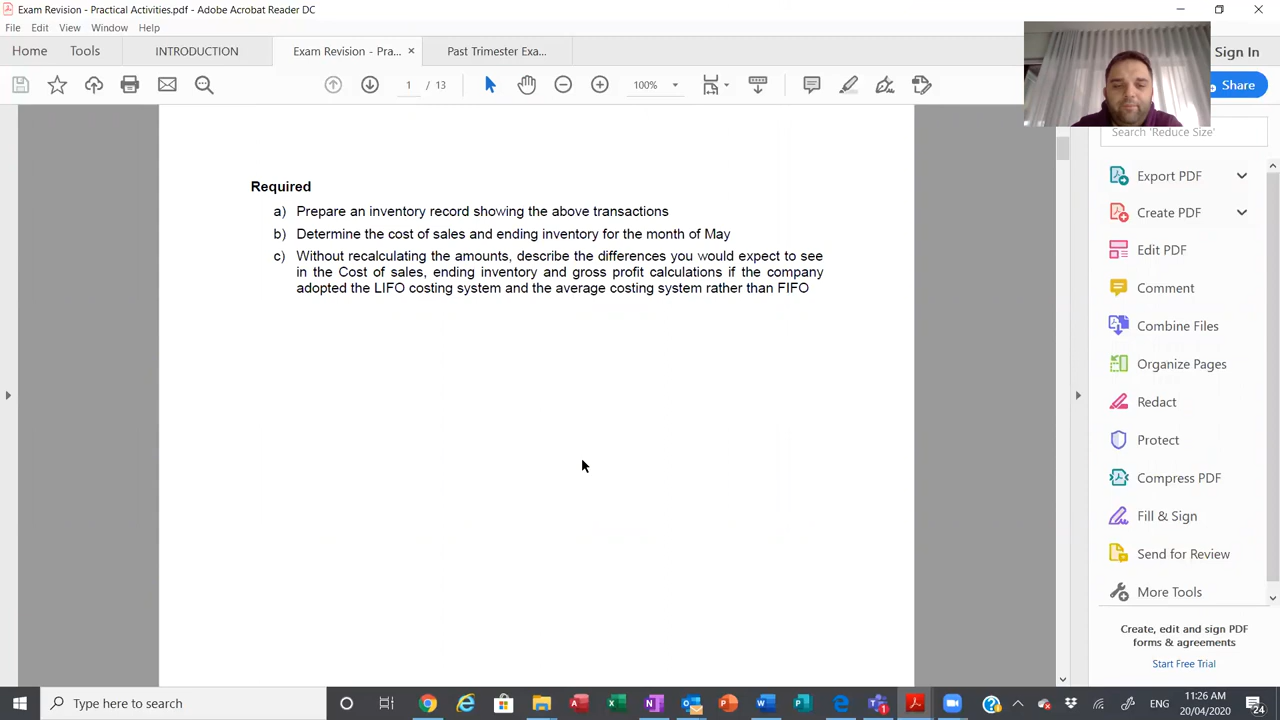 Exam Revision - Practical Activities.pdf - Adobe Acrobat Reader DC
File Edit View Window Help
Home Tools INTRODUCTION Exam Revision - Pra... × Past Trimester Exa... Sign In
1 / 13 100% Share
Search 'Reduce Size'
Required
a) Prepare an inventory record showing the above transactions
b) Determine the cost of sales and ending inventory for the month of May
c) Without recalculating the amounts, describe the differences you would expect to see
in the Cost of sales, ending inventory and gross profit calculations if the company
adopted the LIFO costing system and the average costing system rather than FIFO
Export PDF
Create PDF
Edit PDF
Comment
Combine Files
Organize Pages
Redact
Protect
Compress PDF
Fill & Sign
Send for Review
More Tools
Create, edit and sign PDF
forms & agreements
Start Free Trial
Type here to search
ENG
11:26 AM
20/04/2020
24